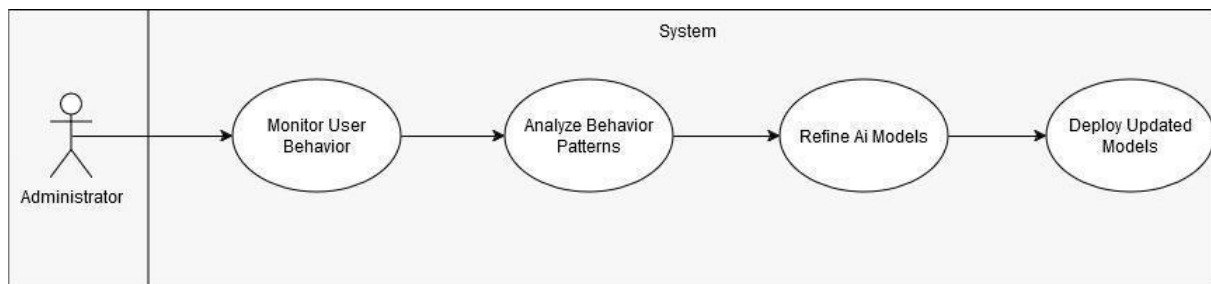 System
Administrator
Monitor User
Behavior
Analyze Behavior
Patterns
Refine Ai Models
Deploy Updated
Models